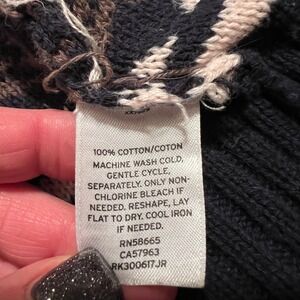 100% COTTON/COTON
MACHINE WASH COLD,
GENTLE CYCLE,
SEPARATELY. ONLY NON-
CHLORINE BLEACH IF
NEEDED. RESHAPE, LAY
FLAT TO DRY. COOL IRON
IF NEEDED.
RN58665
CA57963
RK300617JR